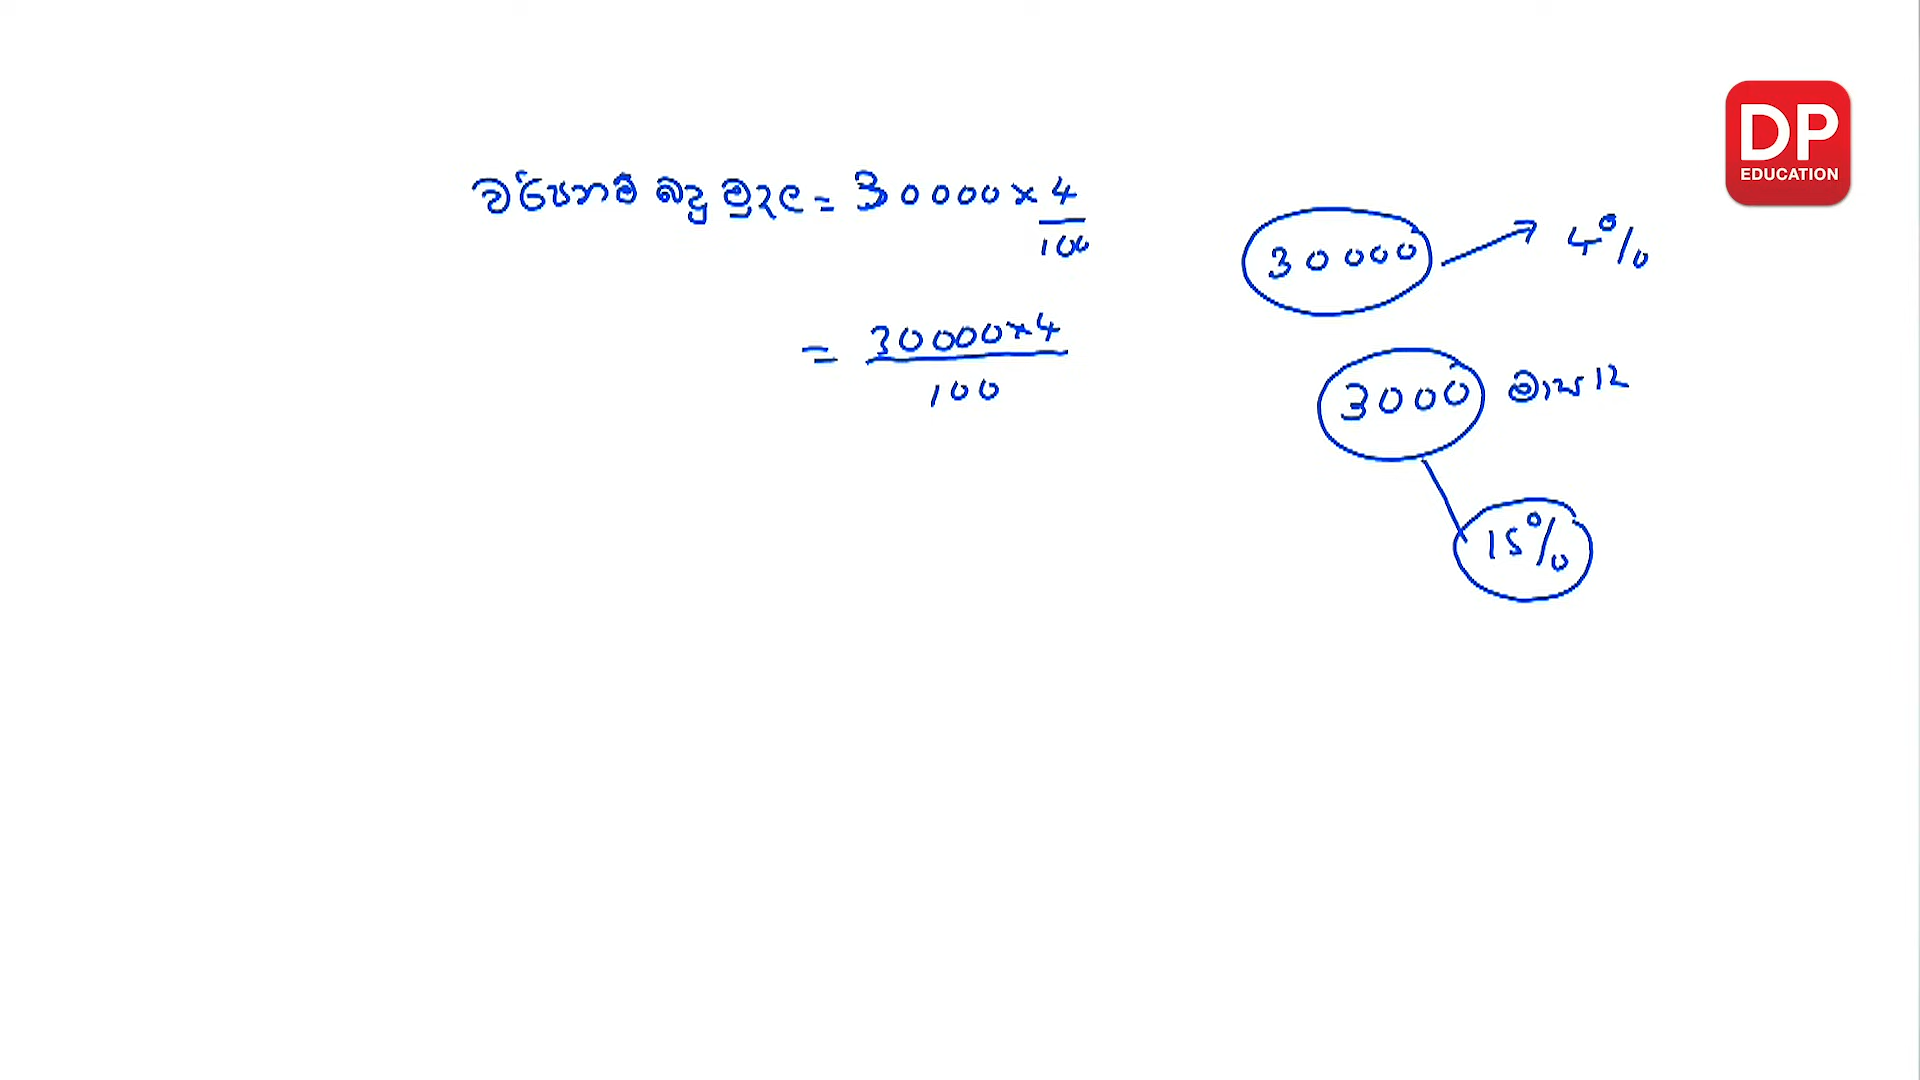 වර්පනම් බදු මුදල = 30000 × 4/100
= 30000×4/100
30000 → 4%
3000 මාස 12
15%
DP
EDUCATION